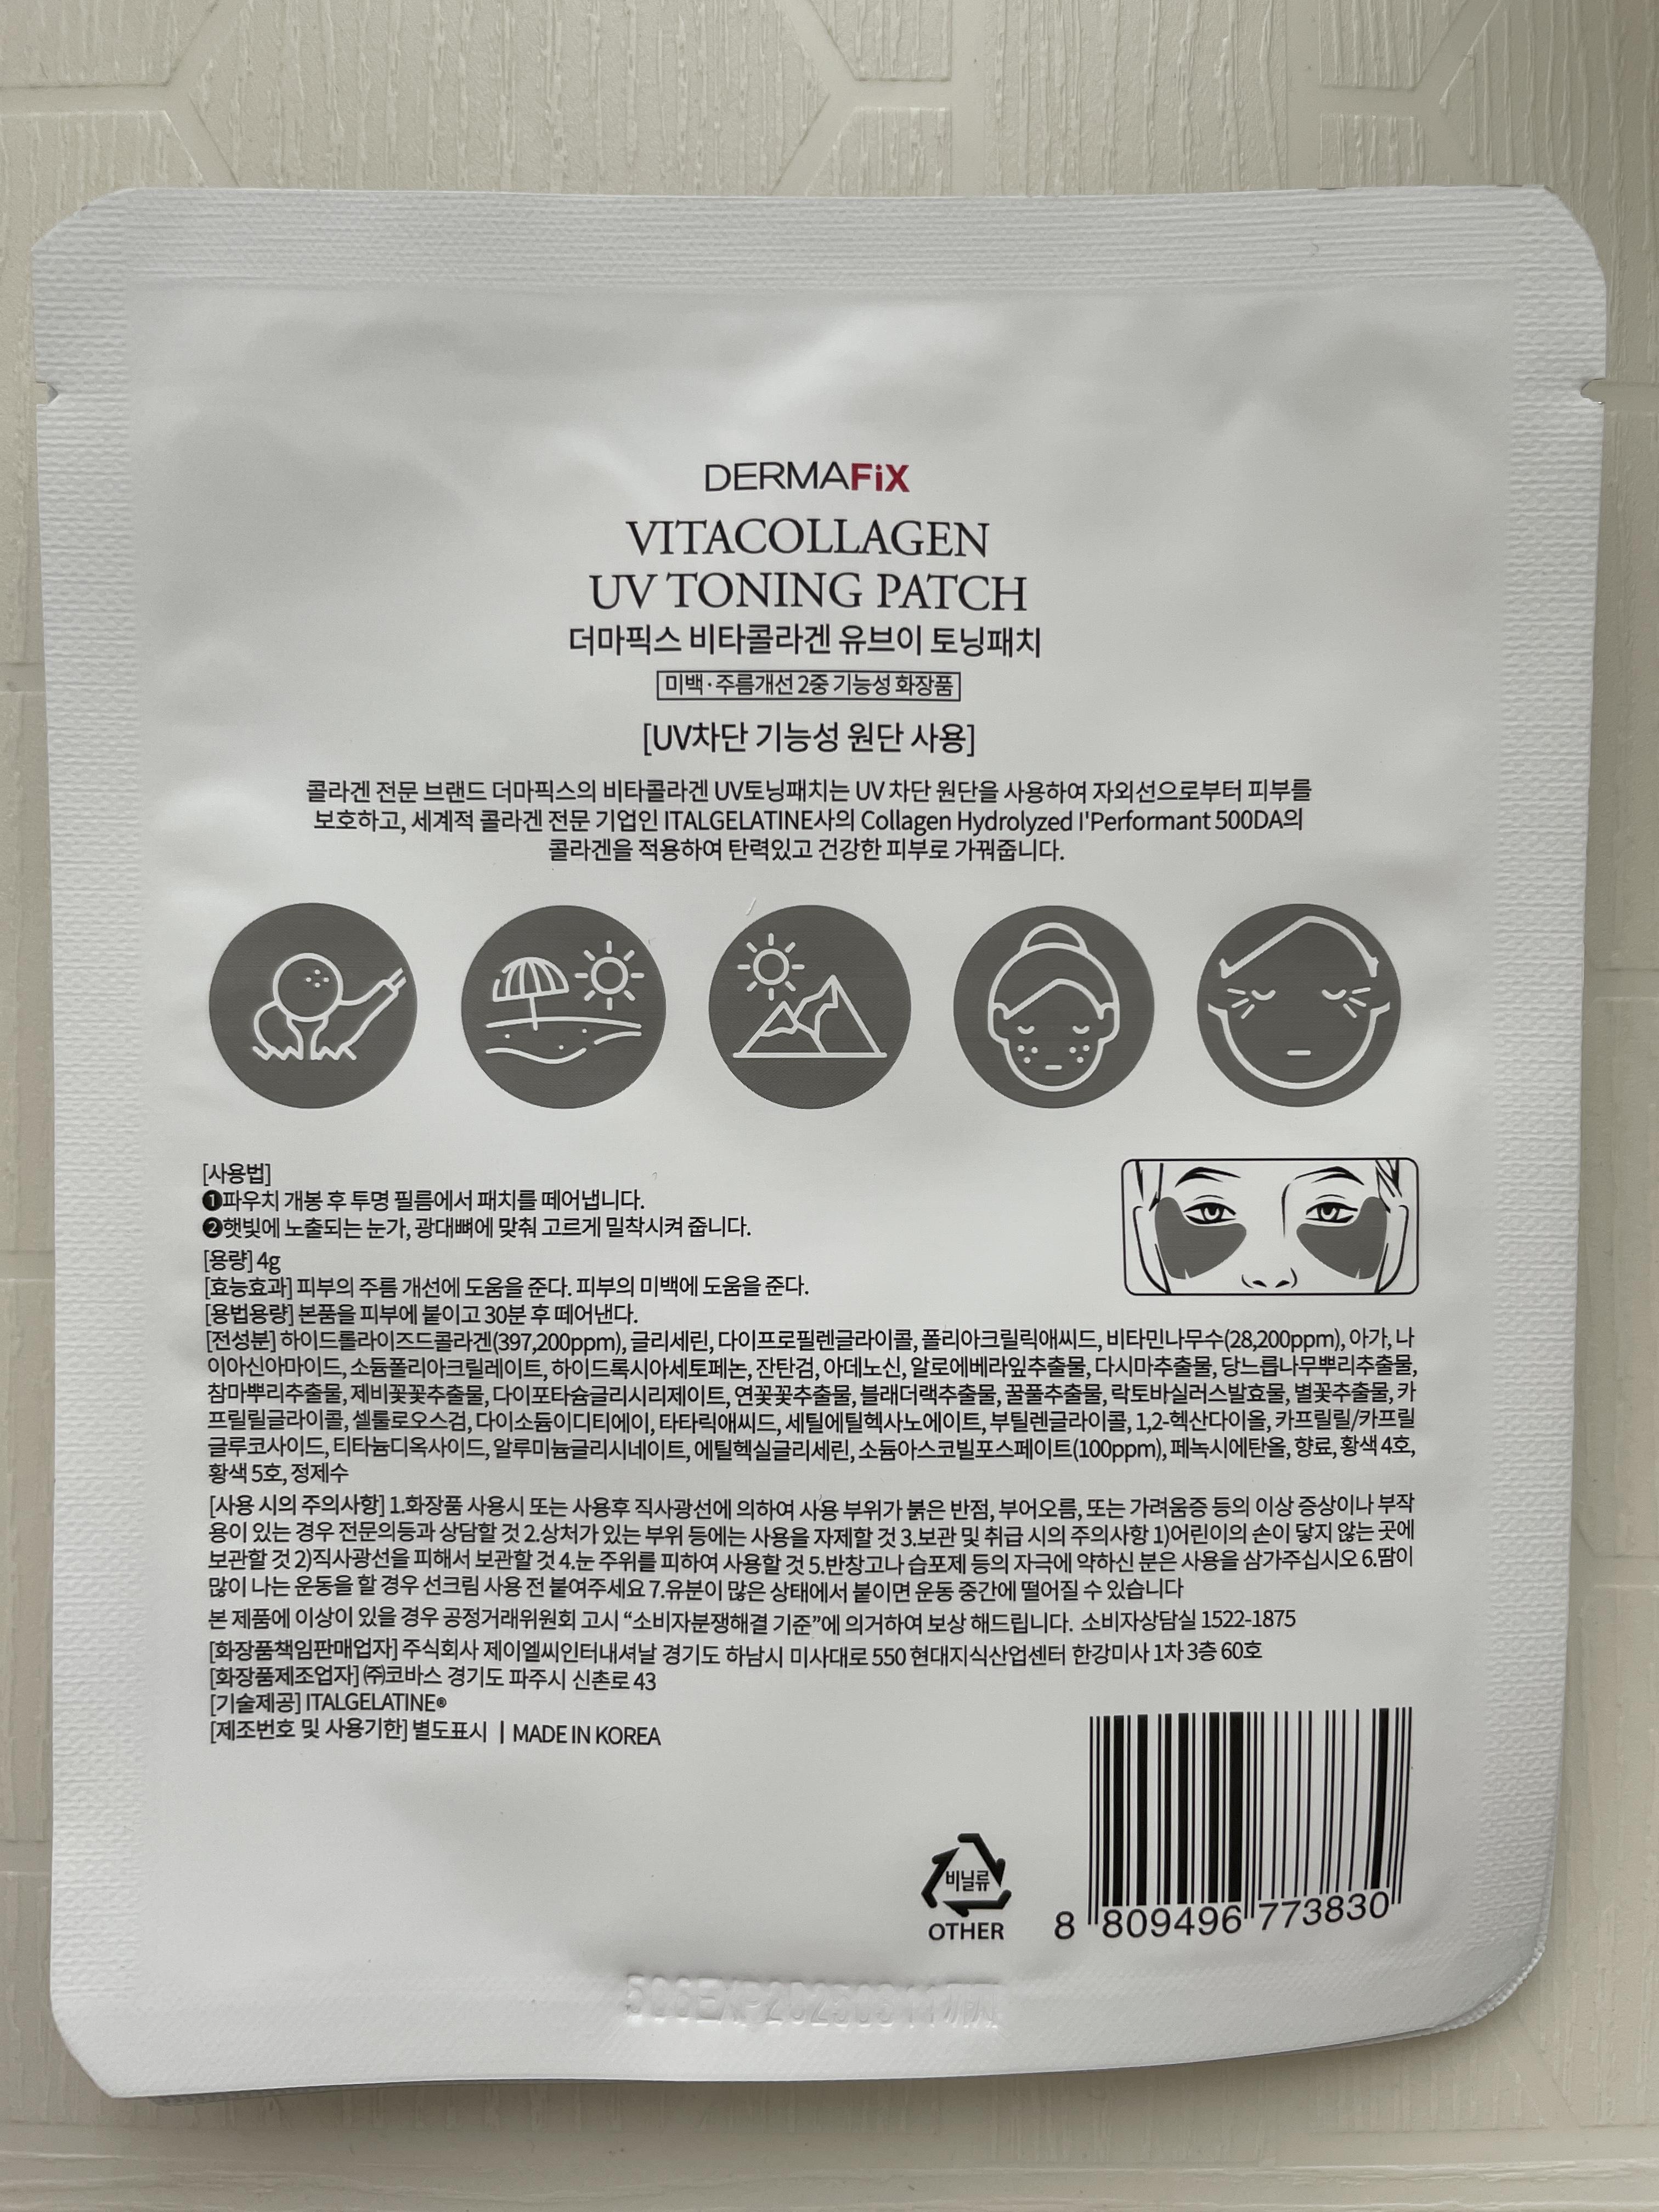 DERMAFiX
VITACOLLAGEN
UV TONING PATCH
더마픽스 비타콜라겐 유브이 토닝패치
미백·주름개선 2중 기능성 화장품
[UV차단 기능성 원단 사용]
콜라겐 전문 브랜드 더마픽스의 비타콜라겐 UV토닝패치는 UV 차단 원단을 사용하여 자외선으로부터 피부를
보호하고, 세계적 콜라겐 전문 기업인 ITALGELATINE사의 Collagen Hydrolyzed I'Performant 500DA의
콜라겐을 적용하여 탄력있고 건강한 피부로 가꿔줍니다.
[사용법]
❶파우치 개봉 후 투명 필름에서 패치를 떼어냅니다.
❷햇빛에 노출되는 눈가, 광대뼈에 맞춰 고르게 밀착시켜 줍니다.
[용량] 4g
[효능효과] 피부의 주름 개선에 도움을 준다. 피부의 미백에 도움을 준다.
[용법용량] 본품을 피부에 붙이고 30분 후 떼어낸다.
[전성분] 하이드롤라이즈드콜라겐(397,200ppm), 글리세린, 다이프로필렌글라이콜, 폴리아크릴릭애씨드, 비타민나무수(28,200ppm), 아가, 나
이아신아마이드, 소듐폴리아크릴레이트, 하이드록시아세토페논, 잔탄검, 아데노신, 알로에베라잎추출물, 다시마추출물, 당느릅나무뿌리추출물,
참마뿌리추출물, 제비꽃꽃추출물, 다이포타슘글리시리제이트, 연꽃꽃추출물, 블래더랙추출물, 꿀풀추출물, 락토바실러스발효물, 별꽃추출물, 카
프릴릴글라이콜, 셀룰로오스검, 다이소듐이디티에이, 타타릭애씨드, 세틸에틸헥사노에이트, 부틸렌글라이콜, 1,2-헥산다이올, 카프릴릴/카프릴
글루코사이드, 티타늄디옥사이드, 알루미늄글리시네이트, 에틸헥실글리세린, 소듐아스코빌포스페이트(100ppm), 페녹시에탄올, 향료, 황색 4호,
황색 5호, 정제수
[사용 시의 주의사항] 1.화장품 사용시 또는 사용후 직사광선에 의하여 사용 부위가 붉은 반점, 부어오름, 또는 가려움증 등의 이상 증상이나 부작
용이 있는 경우 전문의등과 상담할 것 2.상처가 있는 부위 등에는 사용을 자제할 것 3.보관 및 취급 시의 주의사항 1)어린이의 손이 닿지 않는 곳에
보관할 것 2)직사광선을 피해서 보관할 것 4.눈 주위를 피하여 사용할 것 5.반창고나 습포제 등의 자극에 약하신 분은 사용을 삼가주십시오 6.땀이
많이 나는 운동을 할 경우 선크림 사용 전 붙여주세요 7.유분이 많은 상태에서 붙이면 운동 중간에 떨어질 수 있습니다
본 제품에 이상이 있을 경우 공정거래위원회 고시 “소비자분쟁해결 기준”에 의거하여 보상 해드립니다. 소비자상담실 1522-1875
[화장품책임판매업자] 주식회사 제이엘씨인터내셔날 경기도 하남시 미사대로 550 현대지식산업센터 한강미사 1차 3층 60호
[화장품제조업자] ㈜코바스 경기도 파주시 신촌로 43
[기술제공] ITALGELATINE®
[제조번호 및 사용기한] 별도표시 | MADE IN KOREA
비닐류
OTHER
8 809496 773830